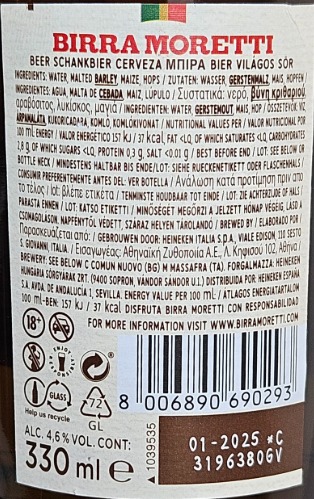 BIRRA MORETTI
BEER SCHANKBIER CERVEZA ΜΠΙΡΑ BIER VILÁGOS SÖR
INGREDIENTS: WATER, MALTED BARLEY, MAIZE, HOPS / ZUTATEN: WASSER, GERSTENMALZ, MAIS, HOPFEN /
INGREDIENTES: AGUA, MALTA DE CEBADA, MAIZ, LÚPULO / Συστατικά: νερό, βύνη κριθαριού,
αραβόσιτος, λυκίσκος, μαγιά / INGREDIENTEN: WATER, GERSTEMOUT, MAIS, HOP / ÖSSZETEVŐK: VÍZ,
ÁRPAMALÁTA, KUKORICADARA, KOMLÓ, KOMLÓKIVONAT / NUTRITIONAL VALUES PER / VALOR NUTRICIONAL POR
100 mL ENERGY / VALOR ENERGÉTICO 157 KJ / 37 kcal, FAT <LQ, OF WHICH SATURATES <LQ, CARBOHYDRATES
2,8 g, OF WHICH SUGARS <LQ, PROTEIN 0,3 g, SALT <0.01 g / BEST BEFORE END / LOT: SEE BELOW OR
BOTTLE NECK / MINDESTENS HALTBAR BIS ENDE/LOT: SIEHE RUECKENETIKETT ODER FLASCHENHALS /
CONSUMIR PREFERENTEMENTE ANTES DEL: VER BOTELLA / Ανάλωση κατά προτίμηση πριν από
το τέλος / lot: βλέπε ετικέτα / TENMINSTE HOUDBAAR TOT EINDE / LOT: ZIE ACHTERZIJDE OF HALS /
PARASTA ENNEN / LOT: KATSO ETIKETTI / MINŐSÉGÉT MEGŐRZI A JELZETT HÓNAP VÉGÉIG, LÁSD A
CSOMAGOLÁSON. NAPFÉNYTŐL VÉDETT, SZÁRAZ HELYEN TÁROLANDÓ / BREWED BY / ELABORADO POR /
Παρασκευάζεται από: / GEBROUWEN DOOR: HEINEKEN ITALIA S.P.A., VIALE EDISON, 110 SESTO
S. GIOVANNI, ITALIA / Εισαγωγέας: Αθηναϊκή Ζυθοποιία Α.Ε., Λ. Κηφισού 102, Αθήνα /
BREWERY: SEE BELOW C COMUN NUOVO (BG) M MASSAFRA (TA). FORGALMAZZA: HEINEKEN
HUNGÁRIA SÖRGYÁRAK ZRT. (9400 SOPRON, VÁNDOR SÁNDOR U.1.) DISTRIBUIDA POR: HEINEKEN ESPAÑA
S.A. AVDA. DE ANDALUCÍA 1, SEVILLA. ENERGY VALUE PER 100 mL / ÁTLAGOS ENERGIATARTALOM
100 ml-BEN: 157 KJ / 37 kcal DISFRUTA BIRRA MORETTI CON RESPONSABILIDAD
FOR MORE INFORMATION VISIT WWW.BIRRAMORETTI.COM
18+
ENJOY
RESPONSIBLY
GLASS
Help us recycle
72
GL
8 006890 690293
ALC. 4,6% VOL. CONT:
330 ml e
1039535
01-2025 *C
3196380GV